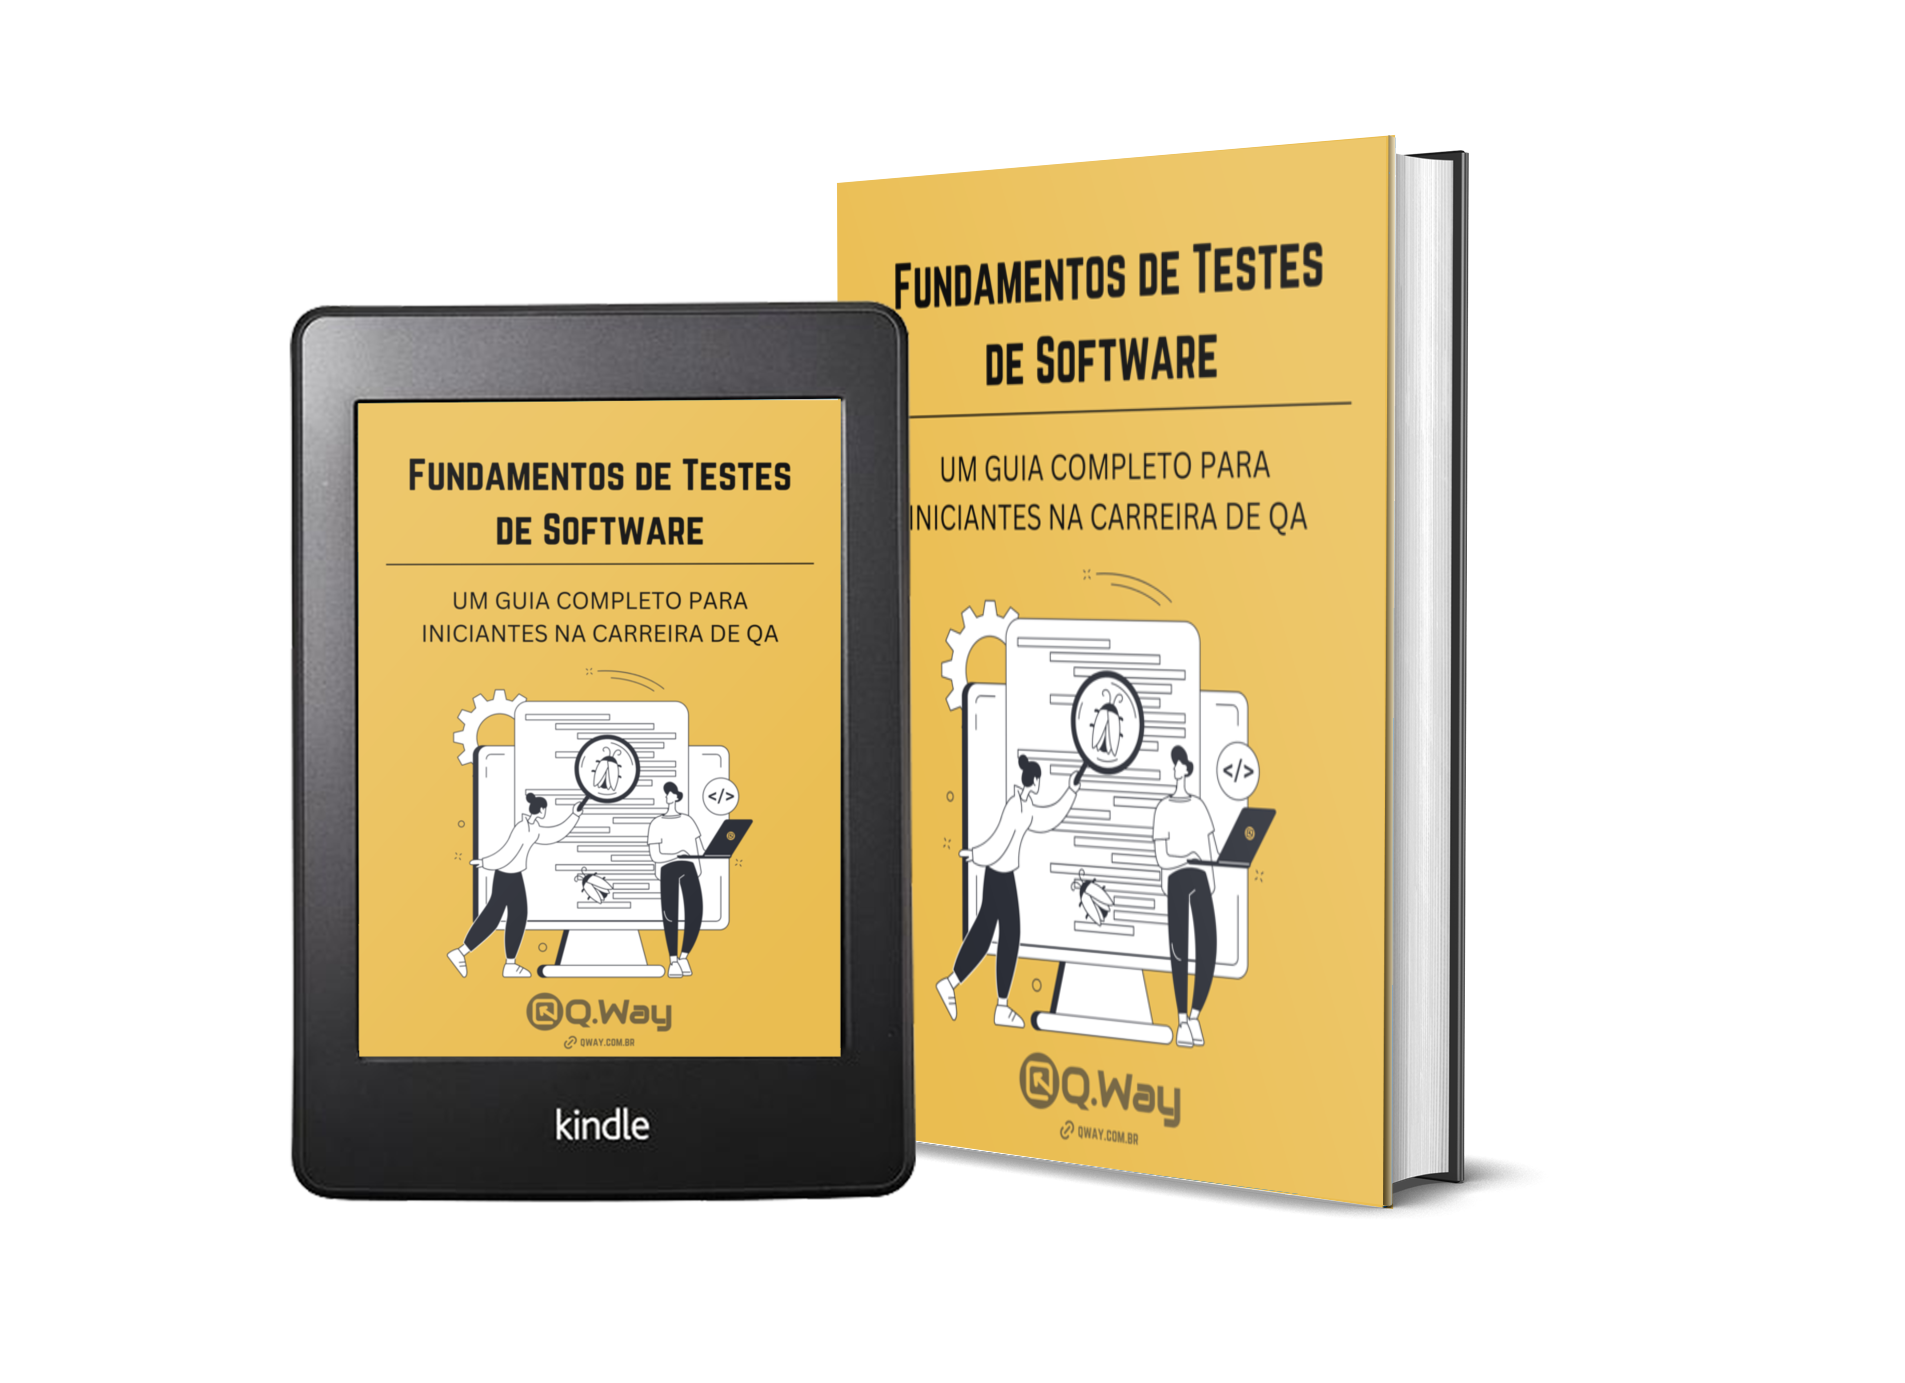 Fundamentos de Testes
de Software
UM GUIA COMPLETO PARA
INICIANTES NA CARREIRA DE QA
</>
Q.Way
QWAY.COM.BR
kindle
Fundamentos de Testes
de Software
UM GUIA COMPLETO PARA
INICIANTES NA CARREIRA DE QA
</>
Q.Way
QWAY.COM.BR